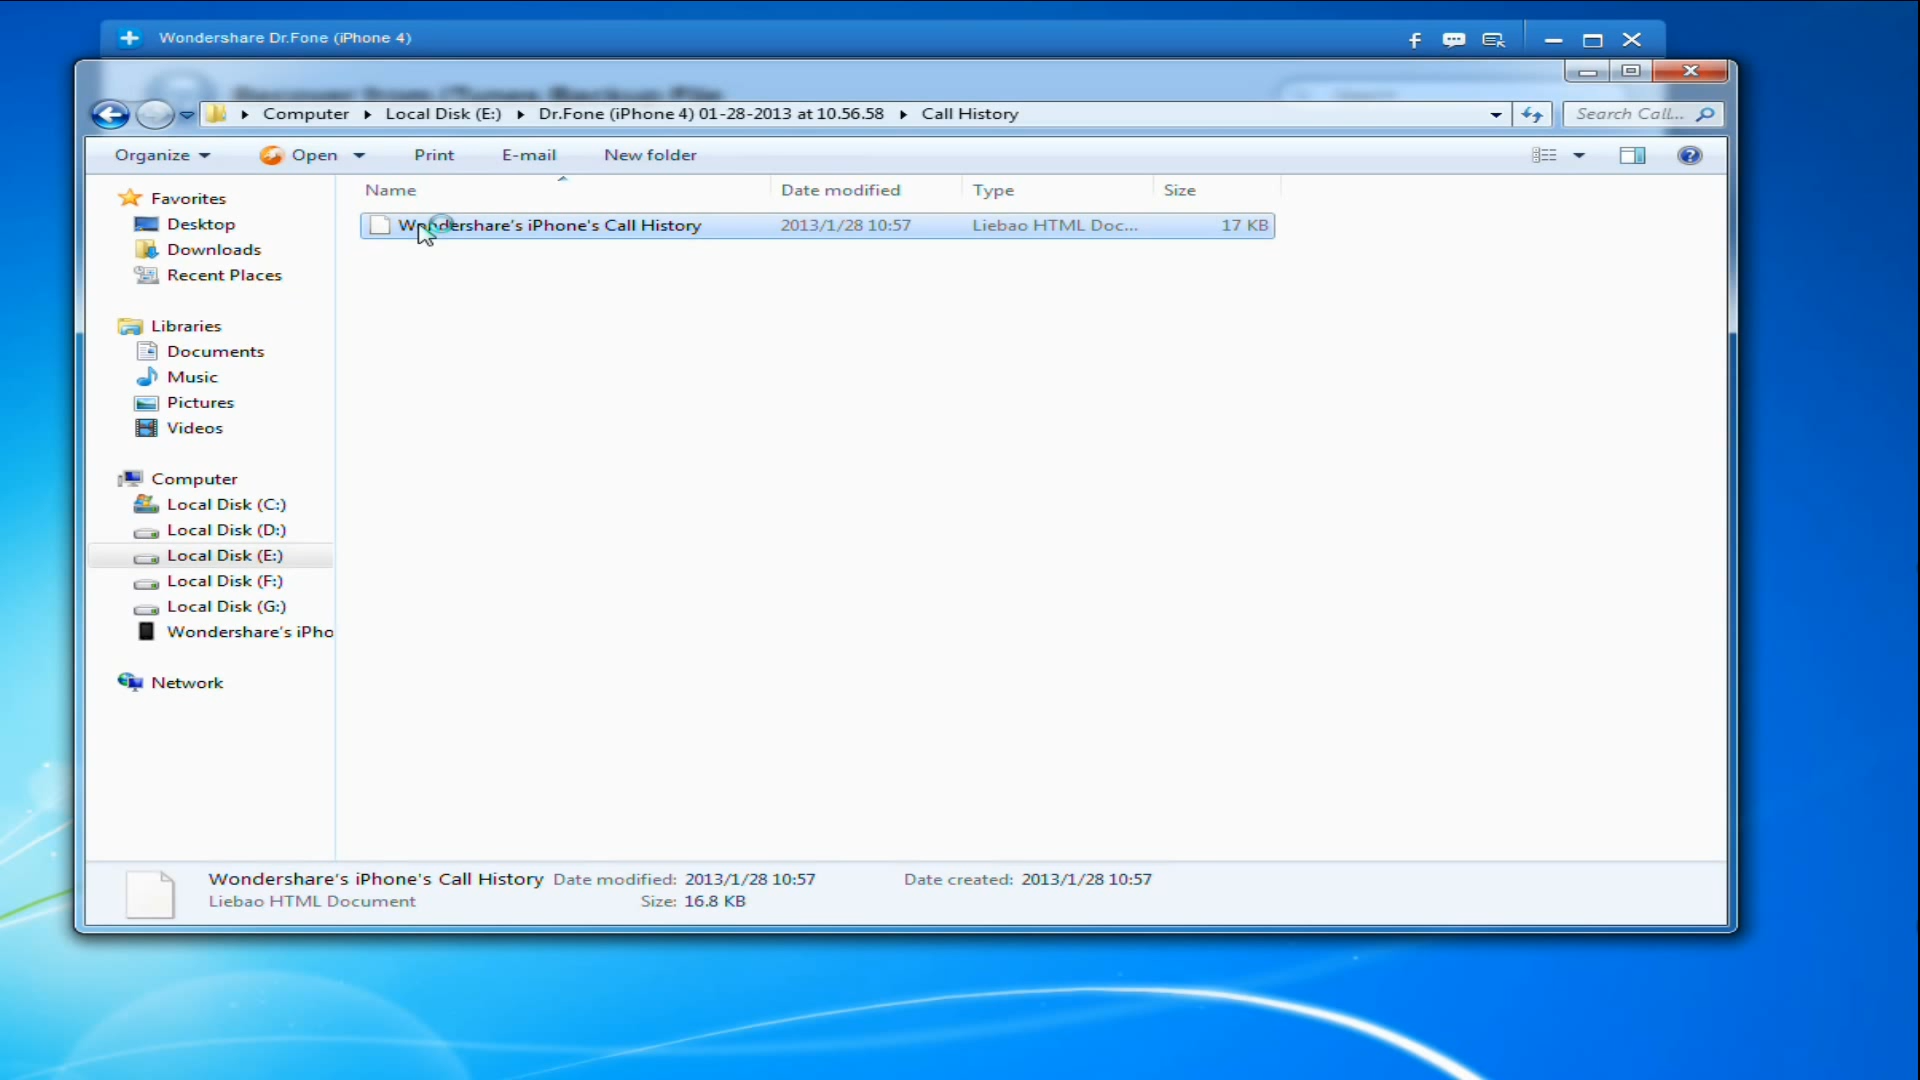 Wondershare Dr.Fone (iPhone 4)
Recover from iTunes Backup File
Computer Local Disk (E:) Dr.Fone (iPhone 4) 01-28-2013 at 10.56.58 Call History
Search Call...
Organize Open Print E-mail New folder
Name Date modified Type Size
Wondershare's iPhone's Call History 2013/1/28 10:57 Liebao HTML Doc... 17 KB
Favorites
Desktop
Downloads
Recent Places
Libraries
Documents
Music
Pictures
Videos
Computer
Local Disk (C:)
Local Disk (D:)
Local Disk (E:)
Local Disk (F:)
Local Disk (G:)
Wondershare's iPho
Network
Wondershare's iPhone's Call History Date modified: 2013/1/28 10:57 Date created: 2013/1/28 10:57
Liebao HTML Document Size: 16.8 KB